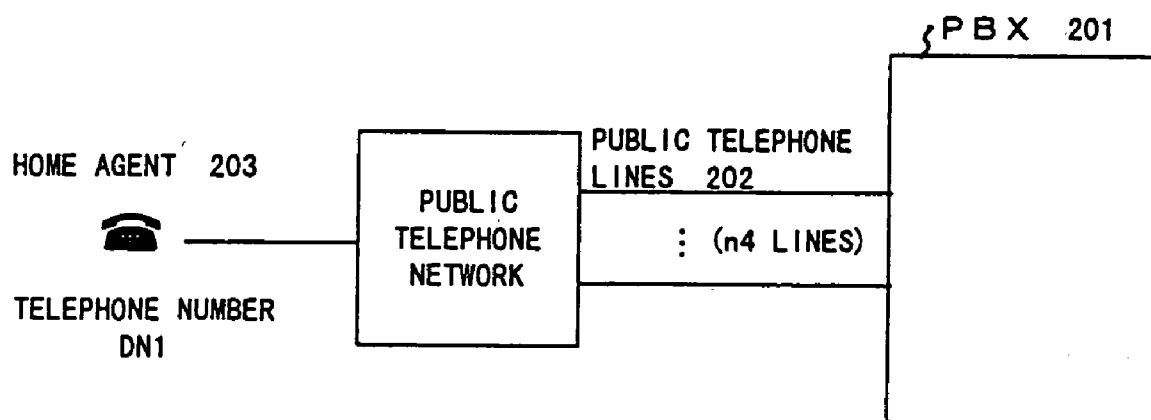 PBX 201
HOME AGENT 203
PUBLIC TELEPHONE
LINES 202
PUBLIC
TELEPHONE
NETWORK
⋮ (n4 LINES)
TELEPHONE NUMBER
DN1